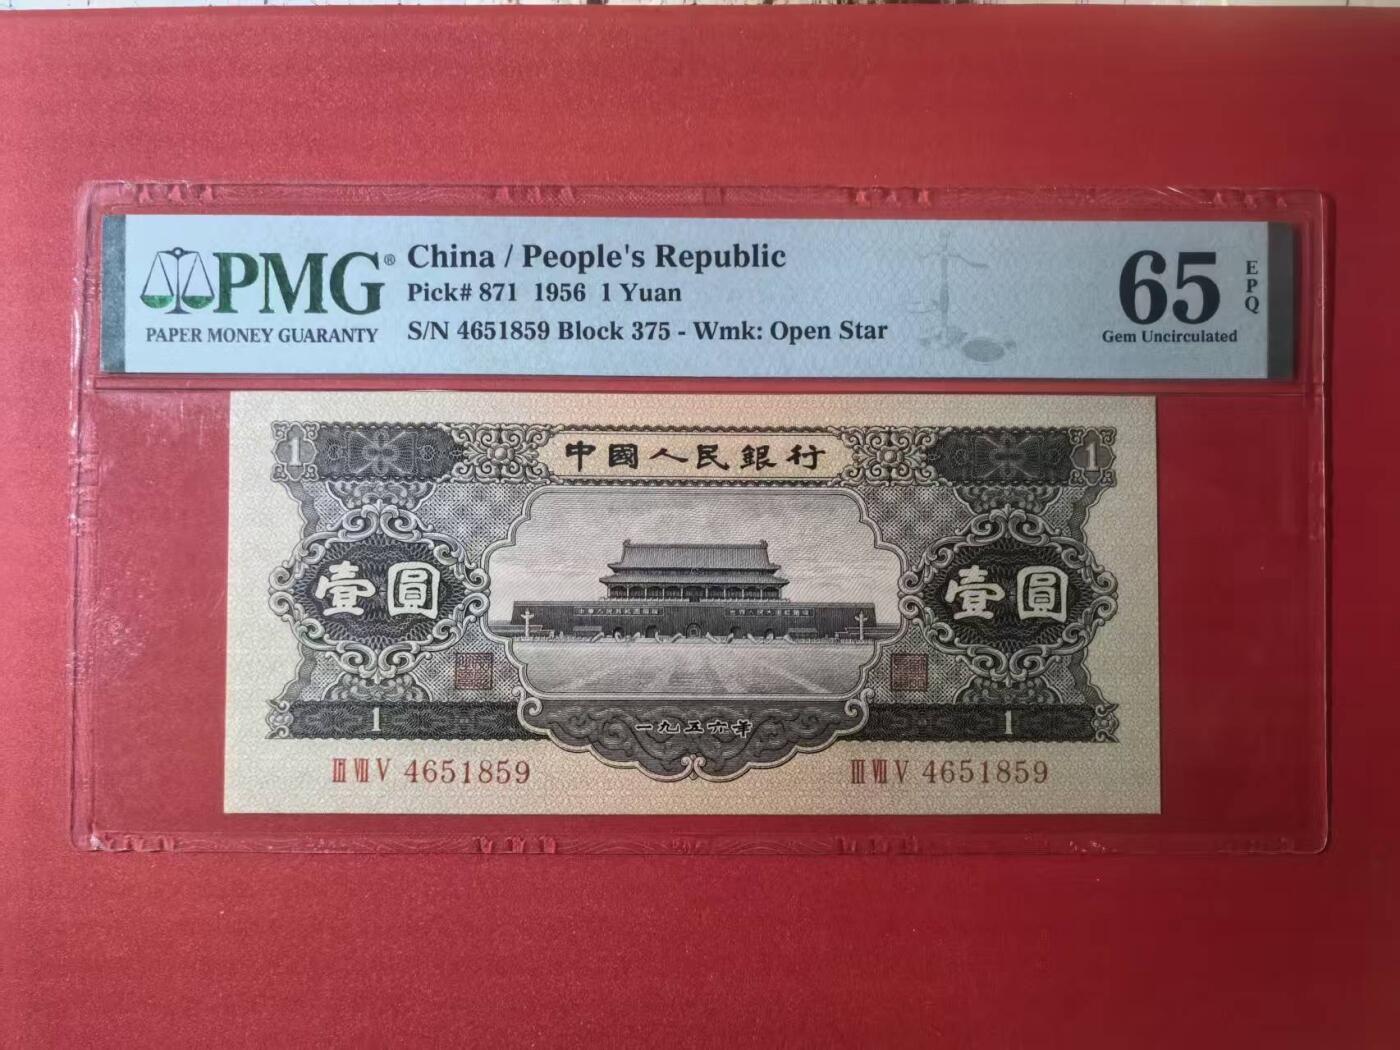 PMG®
PAPER MONEY GUARANTY
China / People's Republic
Pick# 871 1956 1 Yuan
S/N 4651859 Block 375 - Wmk: Open Star
65
EPQ
Gem Uncirculated
1 中國人民銀行 1
壹圓 壹圓
1 一九五六年 1
III VII V 4651859 III VII V 4651859